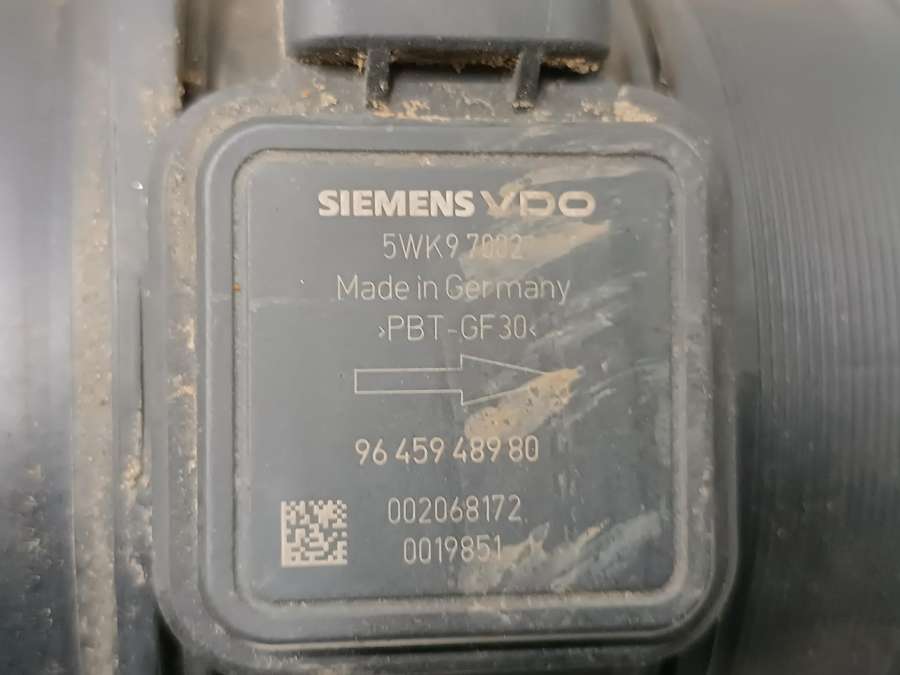 SIEMENS VDO
5WK9 7002
Made in Germany
>PBT-GF30<
96 459 489 80
002068172
0019851